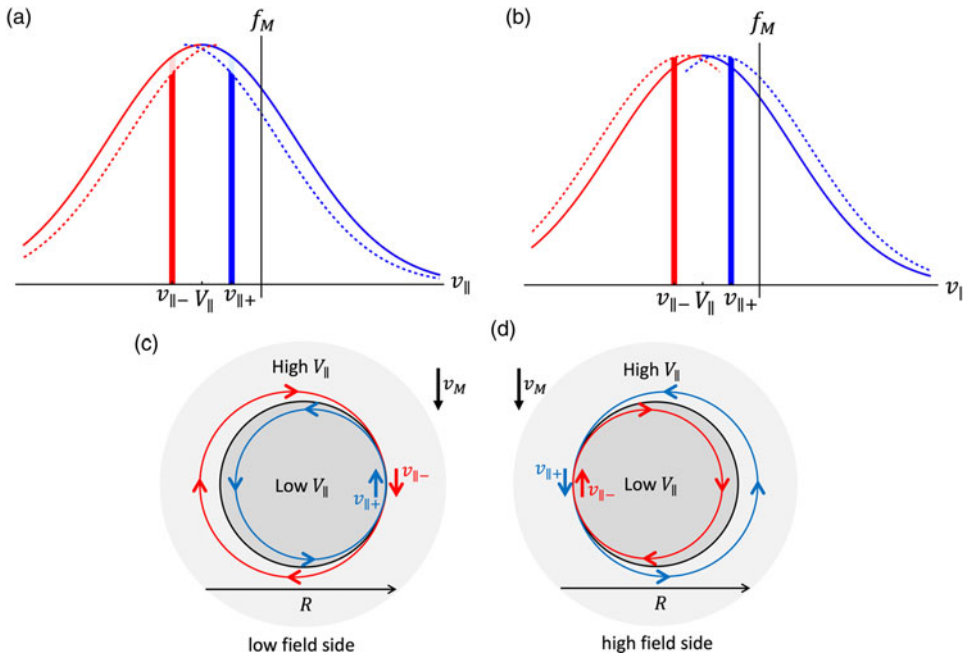 (a)
f_M
v_∥− V_∥ v_∥+
v_∥
(b)
f_M
v_∥− V_∥ v_∥+
v_|
(c)
High V_∥
v_M
Low V_∥
v_∥+
v_∥−
R
low field side
(d)
v_M
High V_∥
v_∥+
v_∥−
Low V_∥
R
high field side